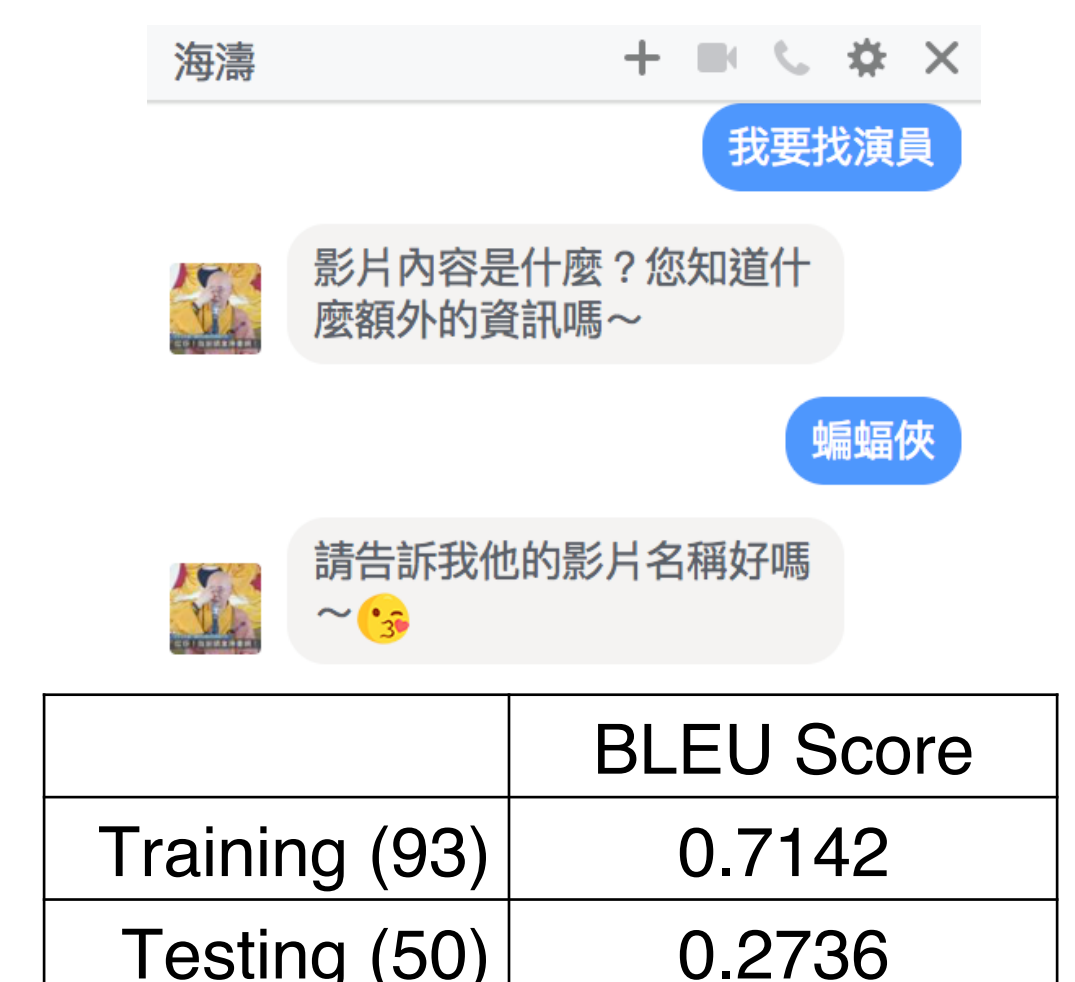 海濤
我要找演員
影片內容是什麼？您知道什
麼額外的資訊嗎～
蝙蝠俠
請告訴我他的影片名稱好嗎
～😘
BLEU Score
Training (93) 0.7142
Testing (50) 0.2736